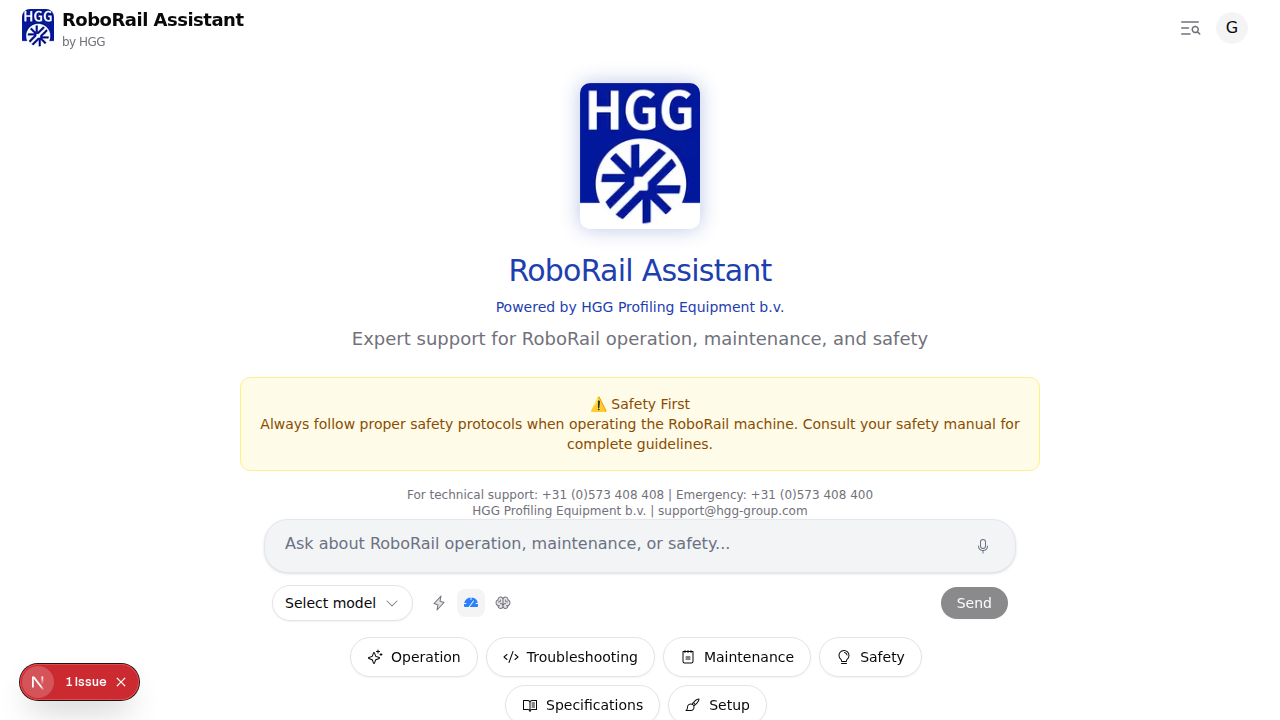 HGG
RoboRail Assistant
by HGG
G
HGG
RoboRail Assistant
Powered by HGG Profiling Equipment b.v.
Expert support for RoboRail operation, maintenance, and safety
⚠️ Safety First
Always follow proper safety protocols when operating the RoboRail machine. Consult your safety manual for
complete guidelines.
For technical support: +31 (0)573 408 408 | Emergency: +31 (0)573 408 400
HGG Profiling Equipment b.v. | support@hgg-group.com
Ask about RoboRail operation, maintenance, or safety...
Select model
Send
Operation
Troubleshooting
Maintenance
Safety
N
1 Issue
Specifications
Setup